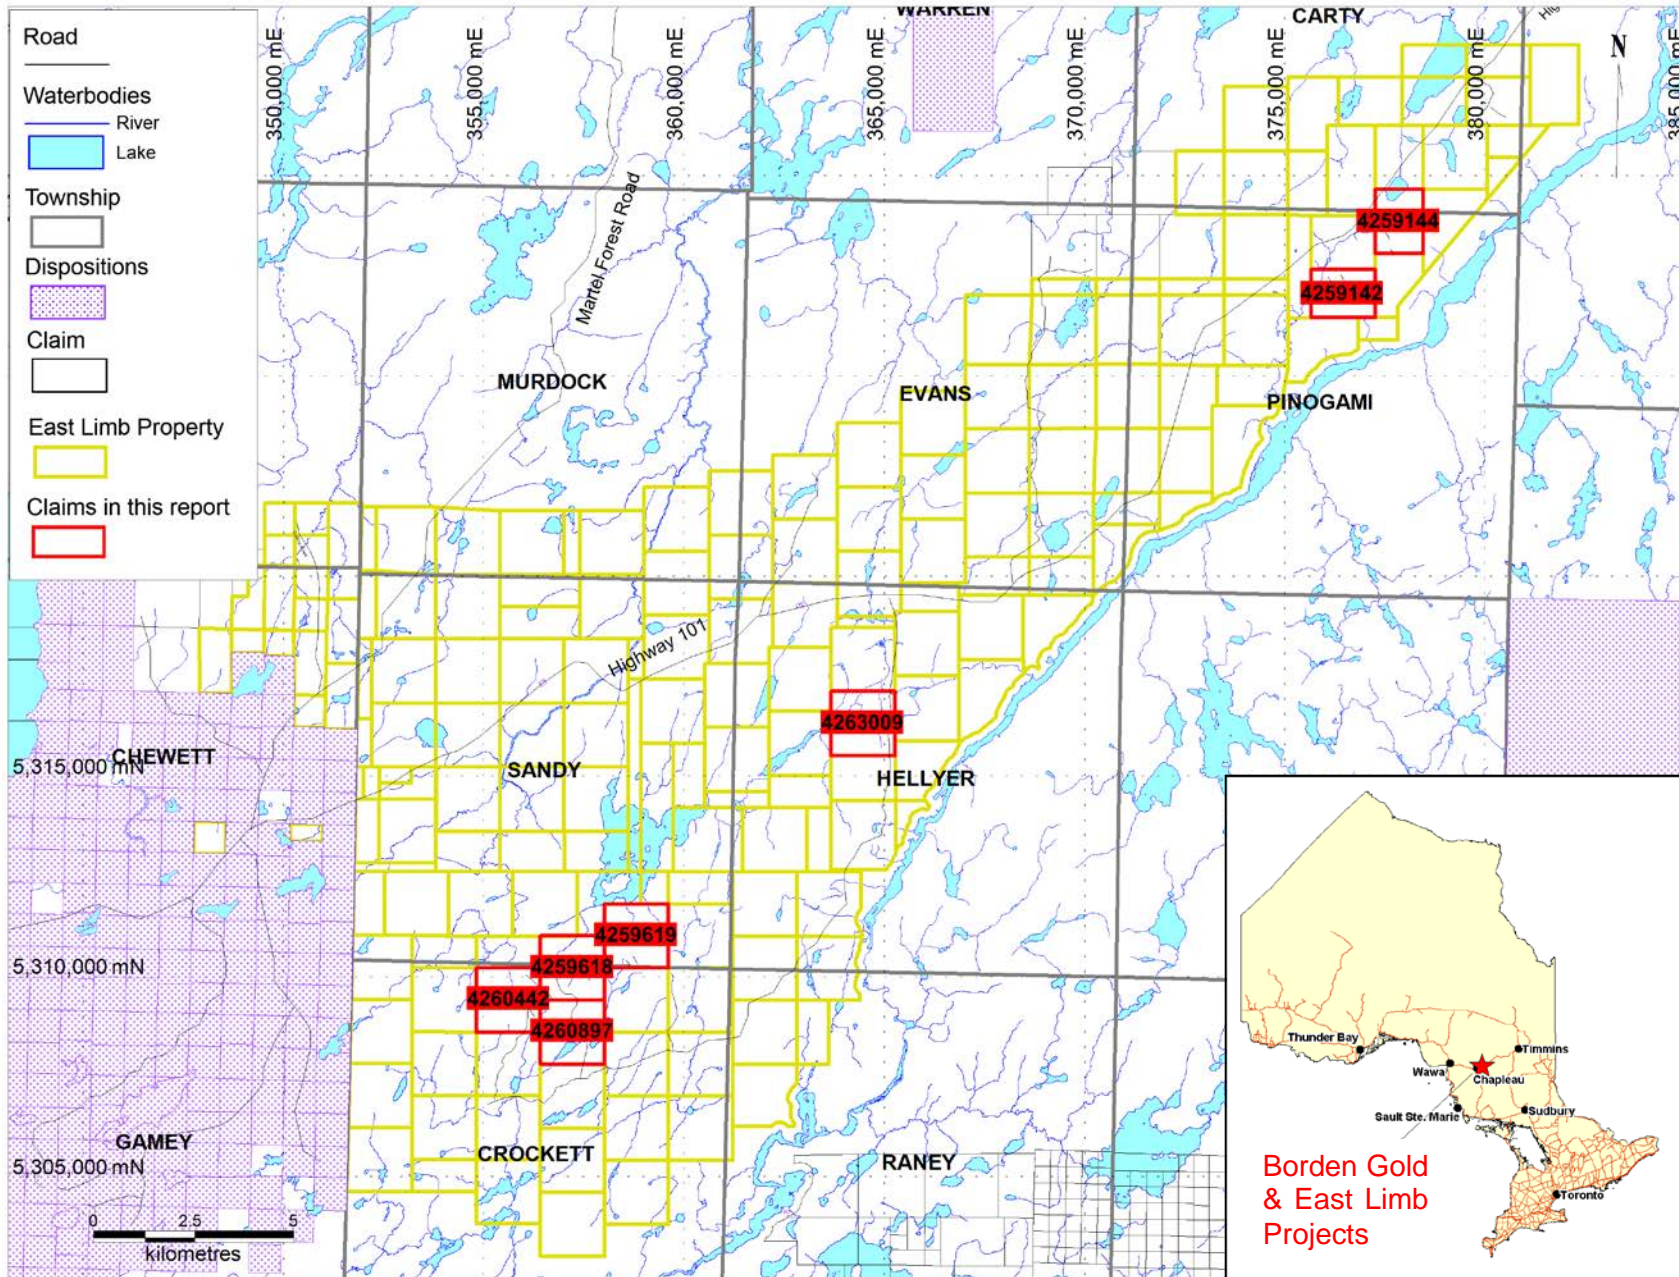 Road
Waterbodies
River
Lake
Township
Dispositions
Claim
East Limb Property
Claims in this report
WARREN
CARTY
N
350,000 mE
355,000 mE
360,000 mE
365,000 mE
370,000 mE
375,000 mE
380,000 mE
385,000 mE
Martel Forest Road
4259144
4259142
MURDOCK
EVANS
PINOGAMI
Highway 101
4263009
CHEWETT
5,315,000 mN
SANDY
HELLYER
4259619
4259618
5,310,000 mN
4260442
4260897
GAMEY
CROCKETT
RANEY
5,305,000 mN
0 2.5 5
kilometres
Thunder Bay
Timmins
Wawa
Chapleau
Sault Ste. Marie
Sudbury
Toronto
Borden Gold
& East Limb
Projects